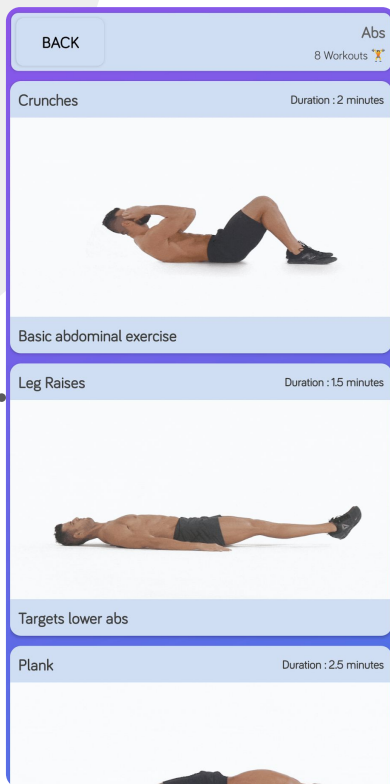 BACK
Abs
8 Workouts 🏋️
Crunches
Duration : 2 minutes
Basic abdominal exercise
Leg Raises
Duration : 1.5 minutes
Targets lower abs
Plank
Duration : 2.5 minutes